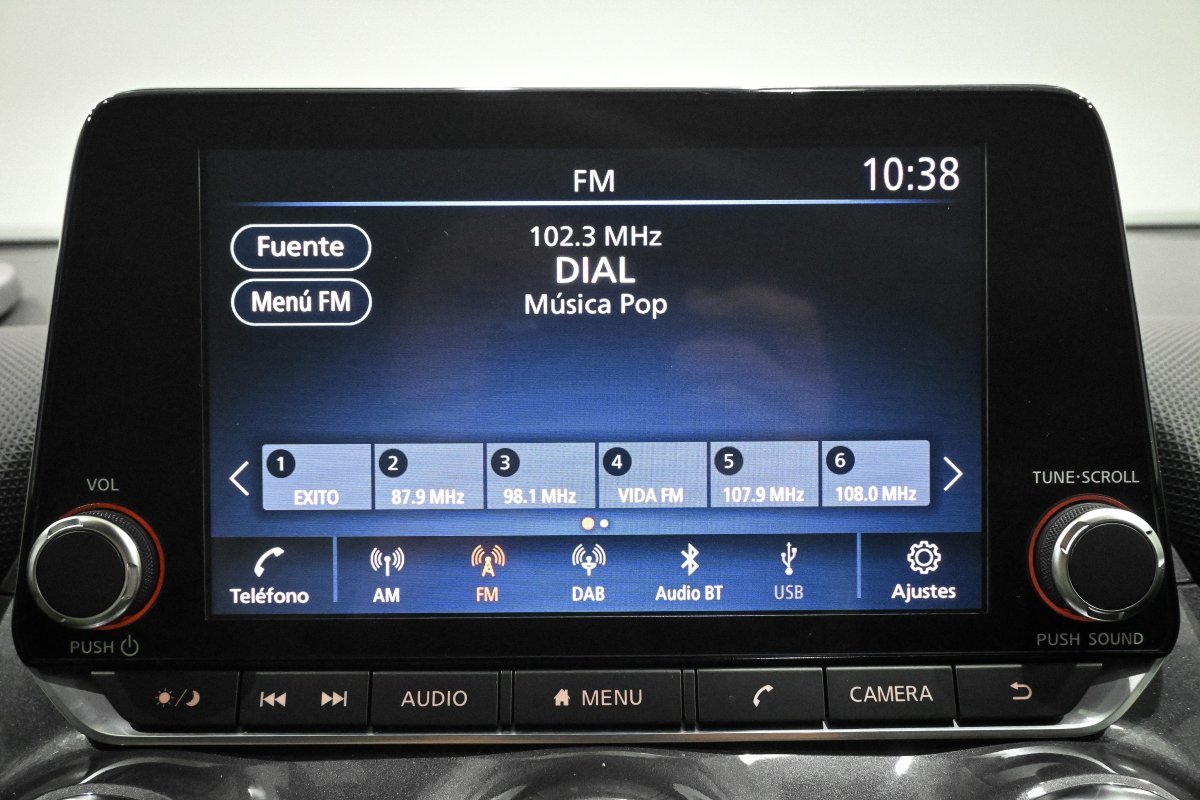 FM
10:38
Fuente
102.3 MHz
DIAL
Menú FM
Música Pop
1
2
3
4
5
6
EXITO
87.9 MHz
98.1 MHz
VIDA FM
107.9 MHz
108.0 MHz
VOL
TUNE·SCROLL
Teléfono
AM
FM
DAB
Audio BT
USB
Ajustes
PUSH
PUSH SOUND
AUDIO
MENU
CAMERA